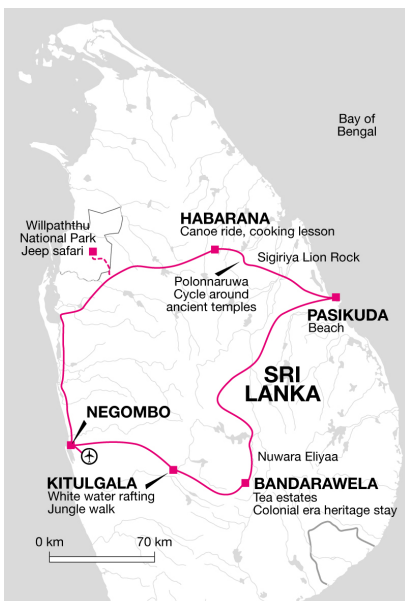 Bay of
Bengal
Willpaththu
National Park
Jeep safari
HABARANA
Canoe ride, cooking lesson
Sigiriya Lion Rock
Polonnaruwa
Cycle around
ancient temples
PASIKUDA
Beach
SRI
LANKA
NEGOMBO
Nuwara Eliyaa
KITULGALA
White water rafting
Jungle walk
BANDARAWELA
Tea estates
Colonial era heritage stay
0 km 70 km